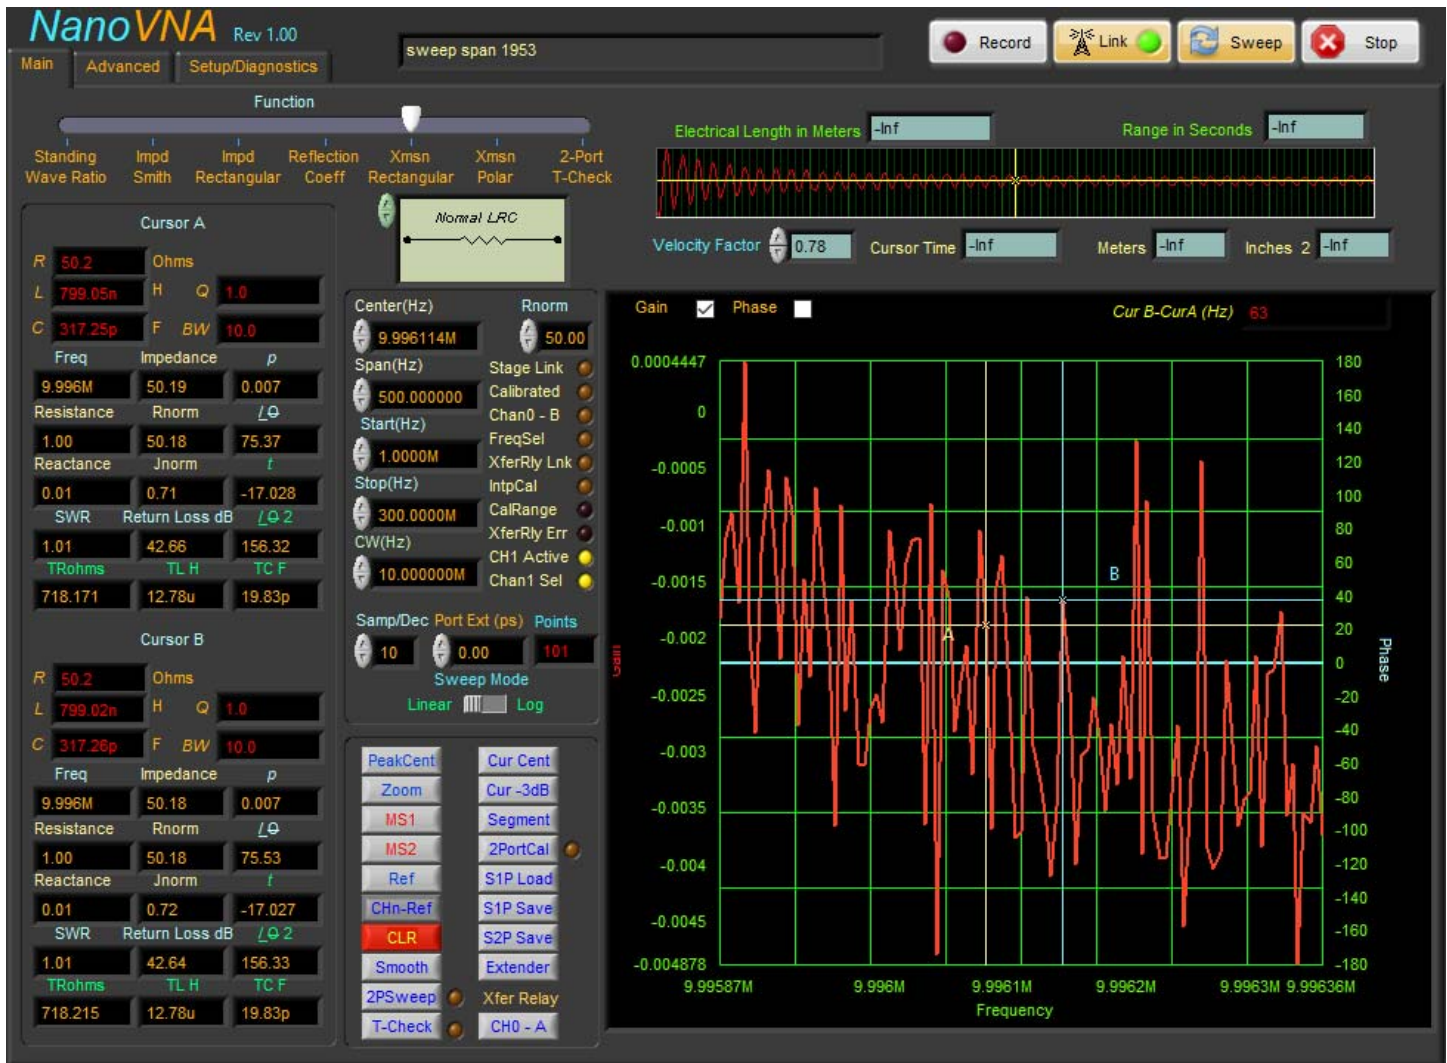 NanoVNA Rev 1.00
sweep span 1953
Record Link Sweep Stop
Main Advanced Setup/Diagnostics
Function
Standing Wave Ratio
Impd Smith
Impd Rectangular
Reflection Coeff
Xmsn Rectangular
Xmsn Polar
2-Port T-Check
Electrical Length in Meters -Inf
Range in Seconds -Inf
Velocity Factor 0.78 Cursor Time -Inf Meters -Inf Inches 2 -Inf
Normal LRC
Cursor A
R 50.2 Ohms
L 799.05n H Q 1.0
C 317.25p F BW 10.0
Freq Impedance p
9.996M 50.19 0.007
Resistance Rnorm / Θ
1.00 50.18 75.37
Reactance Jnorm t
0.01 0.71 -17.028
SWR Return Loss dB / Θ 2
1.01 42.66 156.32
TRohms TL H TC F
718.171 12.78u 19.83p
Cursor B
R 50.2 Ohms
L 799.02n H Q 1.0
C 317.26p F BW 10.0
Freq Impedance p
9.996M 50.18 0.007
Resistance Rnorm / Θ
1.00 50.18 75.53
Reactance Jnorm t
0.01 0.72 -17.027
SWR Return Loss dB / Θ 2
1.01 42.64 156.33
TRohms TL H TC F
718.215 12.78u 19.83p
Center(Hz) Rnorm
9.996114M 50.00
Span(Hz)
500.000000
Start(Hz)
1.0000M
Stop(Hz)
300.0000M
CW(Hz)
10.000000M
Stage Link
Calibrated
Chan0 - B
FreqSel
XferRly Lnk
IntpCal
CalRange
XferRly Err
CH1 Active
Chan1 Sel
Samp/Dec Port Ext (ps) Points
10 0.00 101
Sweep Mode
Linear Log
PeakCent Cur Cent
Zoom Cur -3dB
MS1 Segment
MS2 2PortCal
Ref S1P Load
CHn-Ref S1P Save
CLR S2P Save
Smooth Extender
2PSweep Xfer Relay
T-Check CH0 - A
Gain Phase Cur B-CurA (Hz) 63
0.0004447
0
-0.0005
-0.001
-0.0015
-0.002
-0.0025
-0.003
-0.0035
-0.004
-0.0045
-0.004878
Gain
A
B
180
160
140
120
100
80
60
40
20
0
-20
-40
-60
-80
-100
-120
-140
-160
-180
Phase
9.99587M 9.996M 9.9961M 9.9962M 9.9963M 9.99636M
Frequency